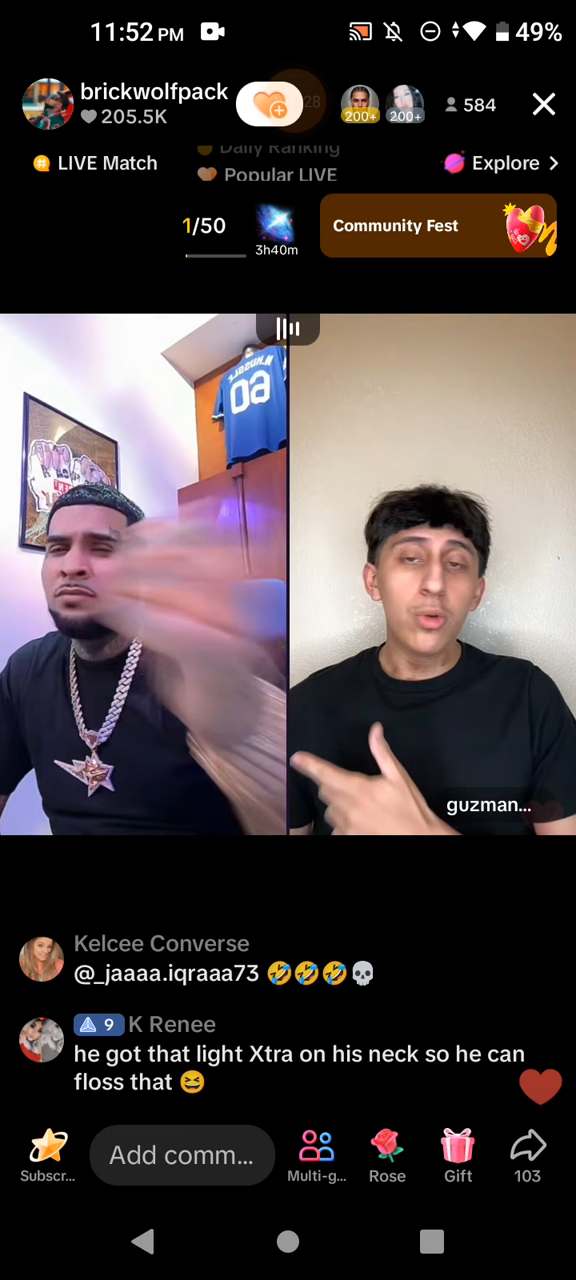 11:52 PM
49%
brickwolfpack
205.5K
200+
200+
584
LIVE Match
Daily Ranking
Popular LIVE
Explore >
1/50
3h40m
Community Fest
60
guzman...
Kelcee Converse
@_jaaaa.iqraaa73 🤣🤣🤣💀
9 K Renee
he got that light Xtra on his neck so he can
floss that 😆
Subscr...
Add comm...
Multi-g...
Rose
Gift
103